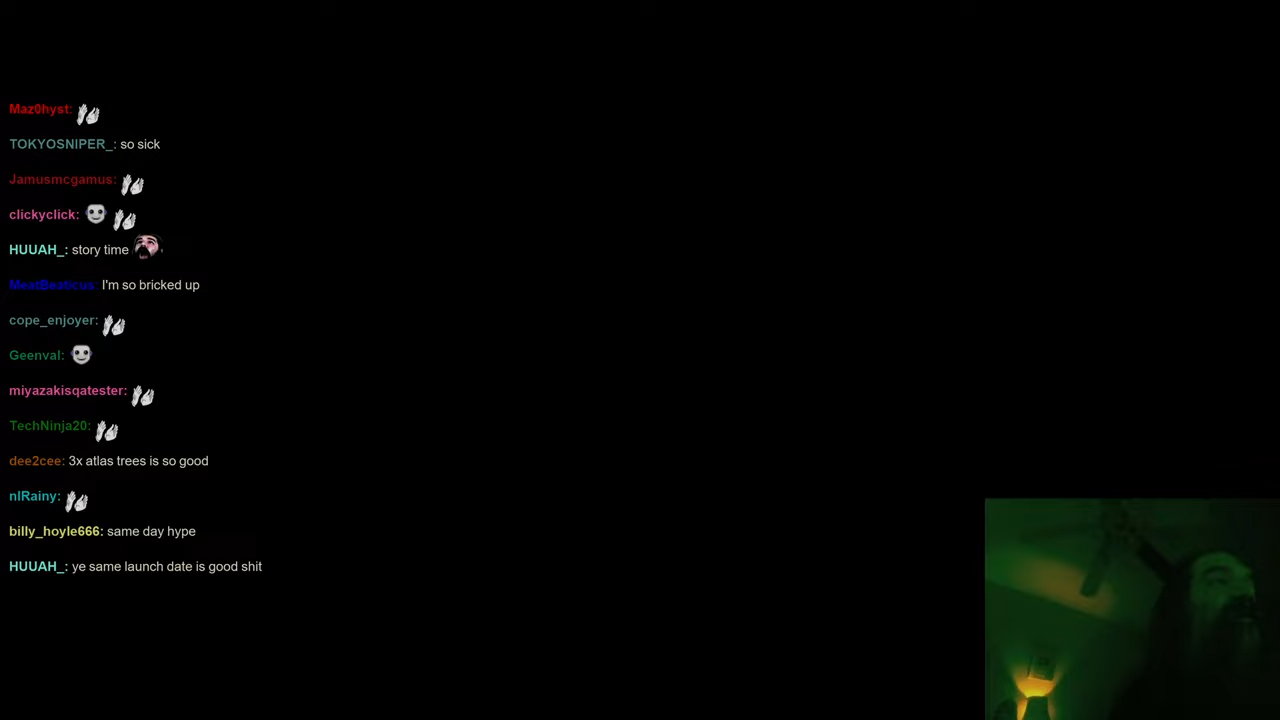 Maz0hyst:
TOKYOSNIPER_: so sick
Jamusmcgamus:
clickyclick:
HUUAH_: story time
MeatBeaticus: I'm so bricked up
cope_enjoyer:
Geenval:
miyazakisqatester:
TechNinja20:
dee2cee: 3x atlas trees is so good
nlRainy:
billy_hoyle666: same day hype
HUUAH_: ye same launch date is good shit